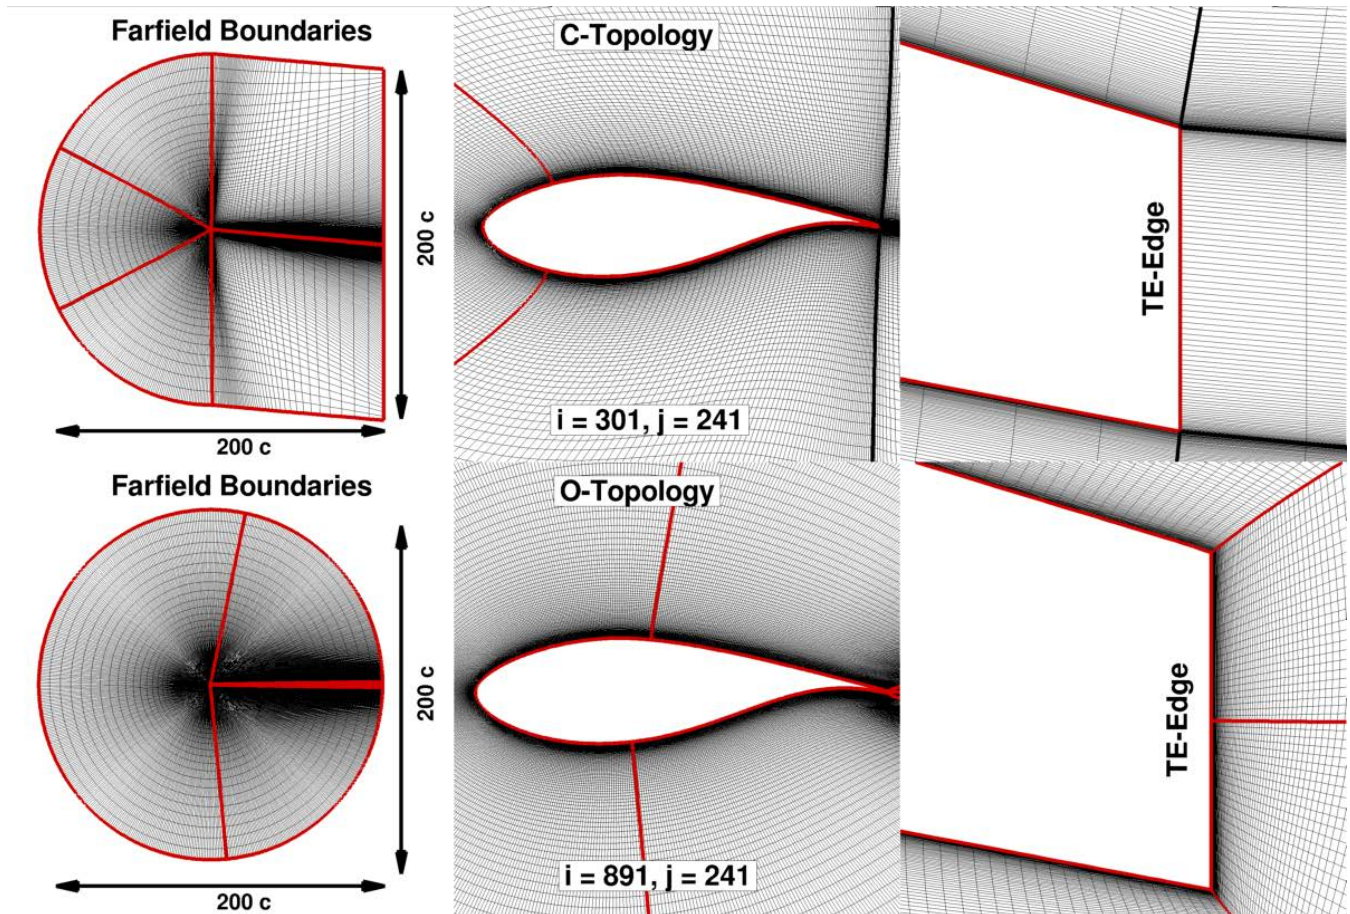 Farfield Boundaries
C-Topology
TE-Edge
200 c
i = 301, j = 241
200 c
Farfield Boundaries
O-Topology
TE-Edge
200 c
i = 891, j = 241
200 c